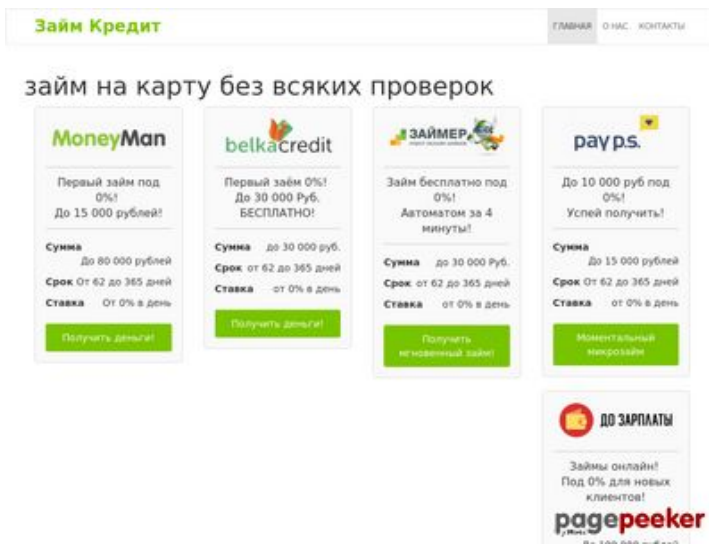 Займ Кредит
ГЛАВНАЯ О НАС КОНТАКТЫ
займ на карту без всяких проверок
MoneyMan
Первый займ под
0%!
До 15 000 рублей!
Сумма
До 80 000 рублей
Срок От 62 до 365 дней
Ставка От 0% в день
Получить деньги!
belkacredit
Первый заём 0%!
До 30 000 Руб.
БЕСПЛАТНО!
Сумма до 30 000 руб.
Срок от 62 до 365 дней
Ставка от 0% в день
Получить деньги!
ЗАЙМЕР
Займ бесплатно под
0%!
Автоматом за 4
минуты!
Сумма до 30 000 Руб.
Срок от 62 до 365 дней
Ставка от 0% в день
Получить
мгновенный займ!
pay p.s.
До 10 000 руб под
0%!
Успей получить!
Сумма
До 15 000 рублей
Срок От 62 до 365 дней
Ставка от 0% в день
Моментальный
микрозайм
ДО ЗАРПЛАТЫ
Займы онлайн!
Под 0% для новых
клиентов!
pagepeeker